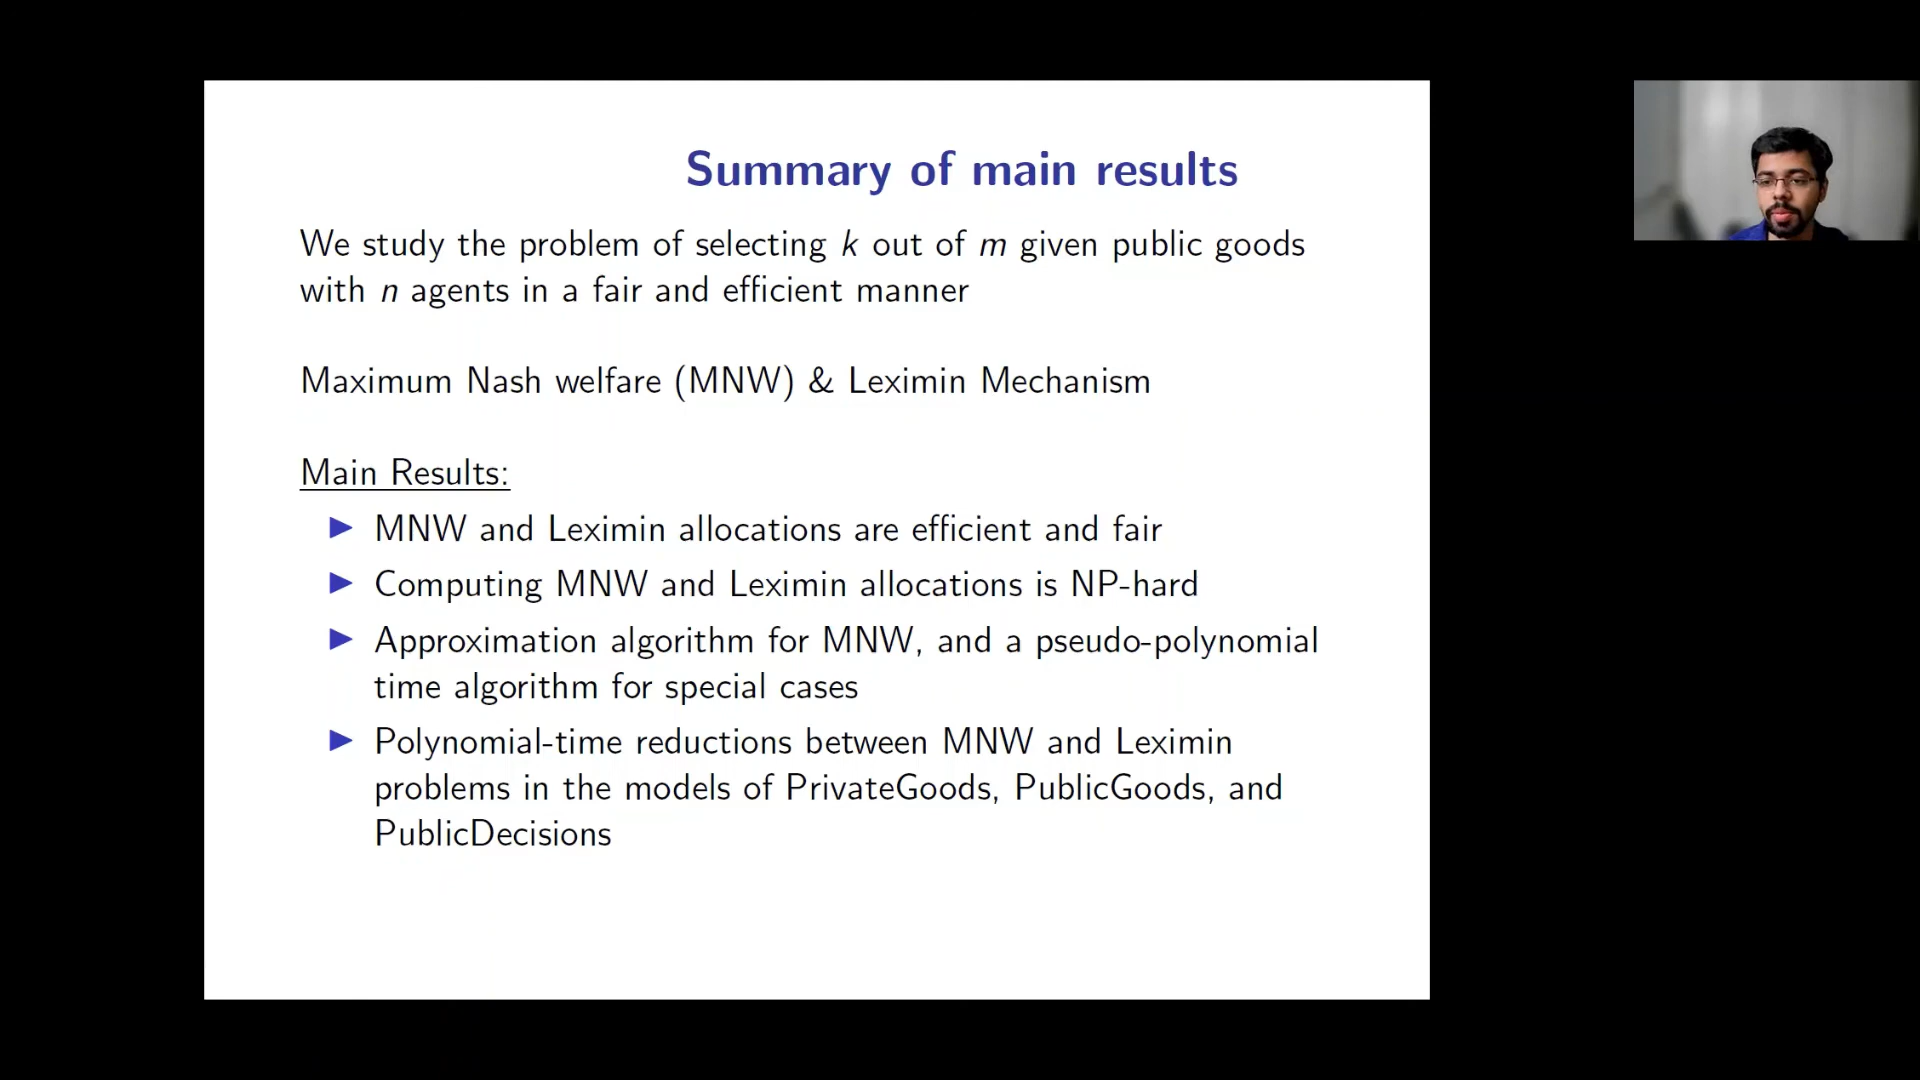 Summary of main results
We study the problem of selecting k out of m given public goods
with n agents in a fair and efficient manner
Maximum Nash welfare (MNW) & Leximin Mechanism
Main Results:
▶ MNW and Leximin allocations are efficient and fair
▶ Computing MNW and Leximin allocations is NP-hard
▶ Approximation algorithm for MNW, and a pseudo-polynomial
time algorithm for special cases
▶ Polynomial-time reductions between MNW and Leximin
problems in the models of PrivateGoods, PublicGoods, and
PublicDecisions